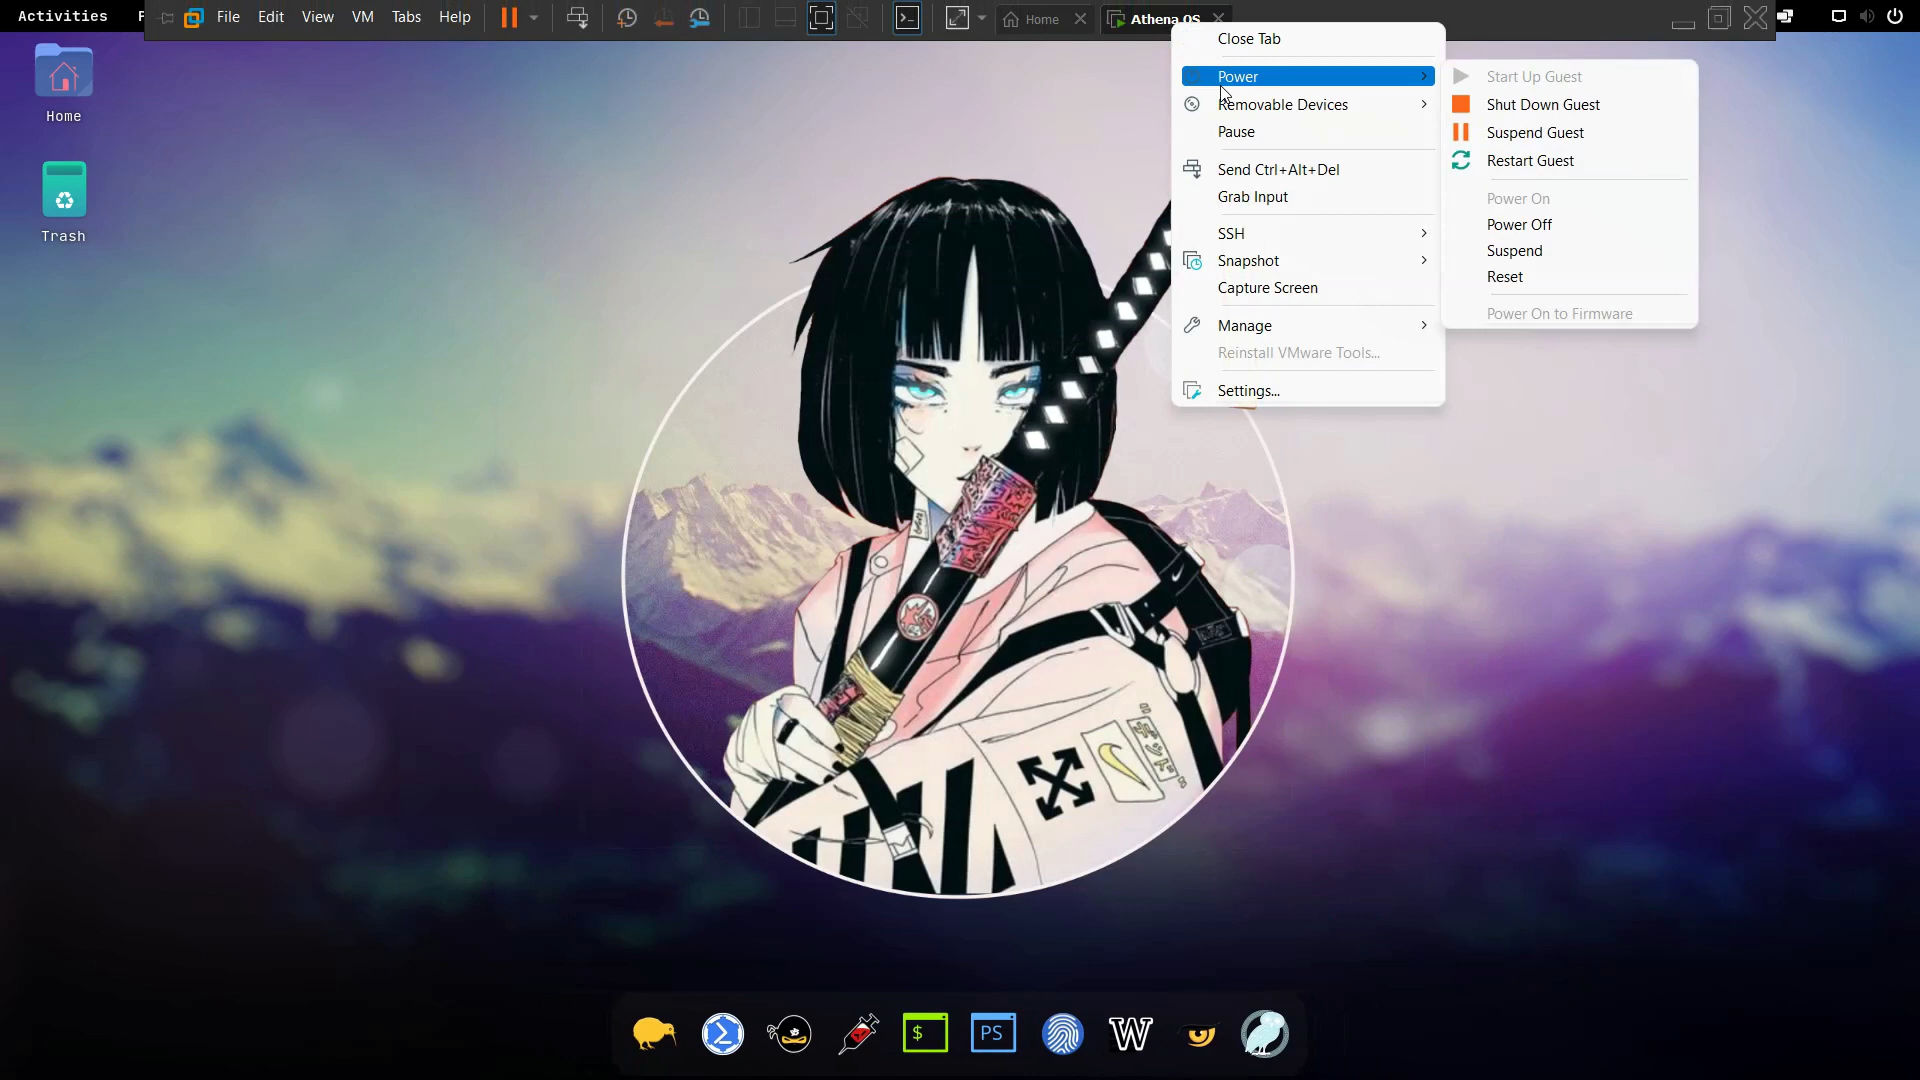 Activities
File Edit View VM Tabs Help
Home
Athena OS
Home
Trash
Close Tab
Power
Removable Devices
Pause
Send Ctrl+Alt+Del
Grab Input
SSH
Snapshot
Capture Screen
Manage
Reinstall VMware Tools...
Settings...
Start Up Guest
Shut Down Guest
Suspend Guest
Restart Guest
Power On
Power Off
Suspend
Reset
Power On to Firmware
$
PS
W